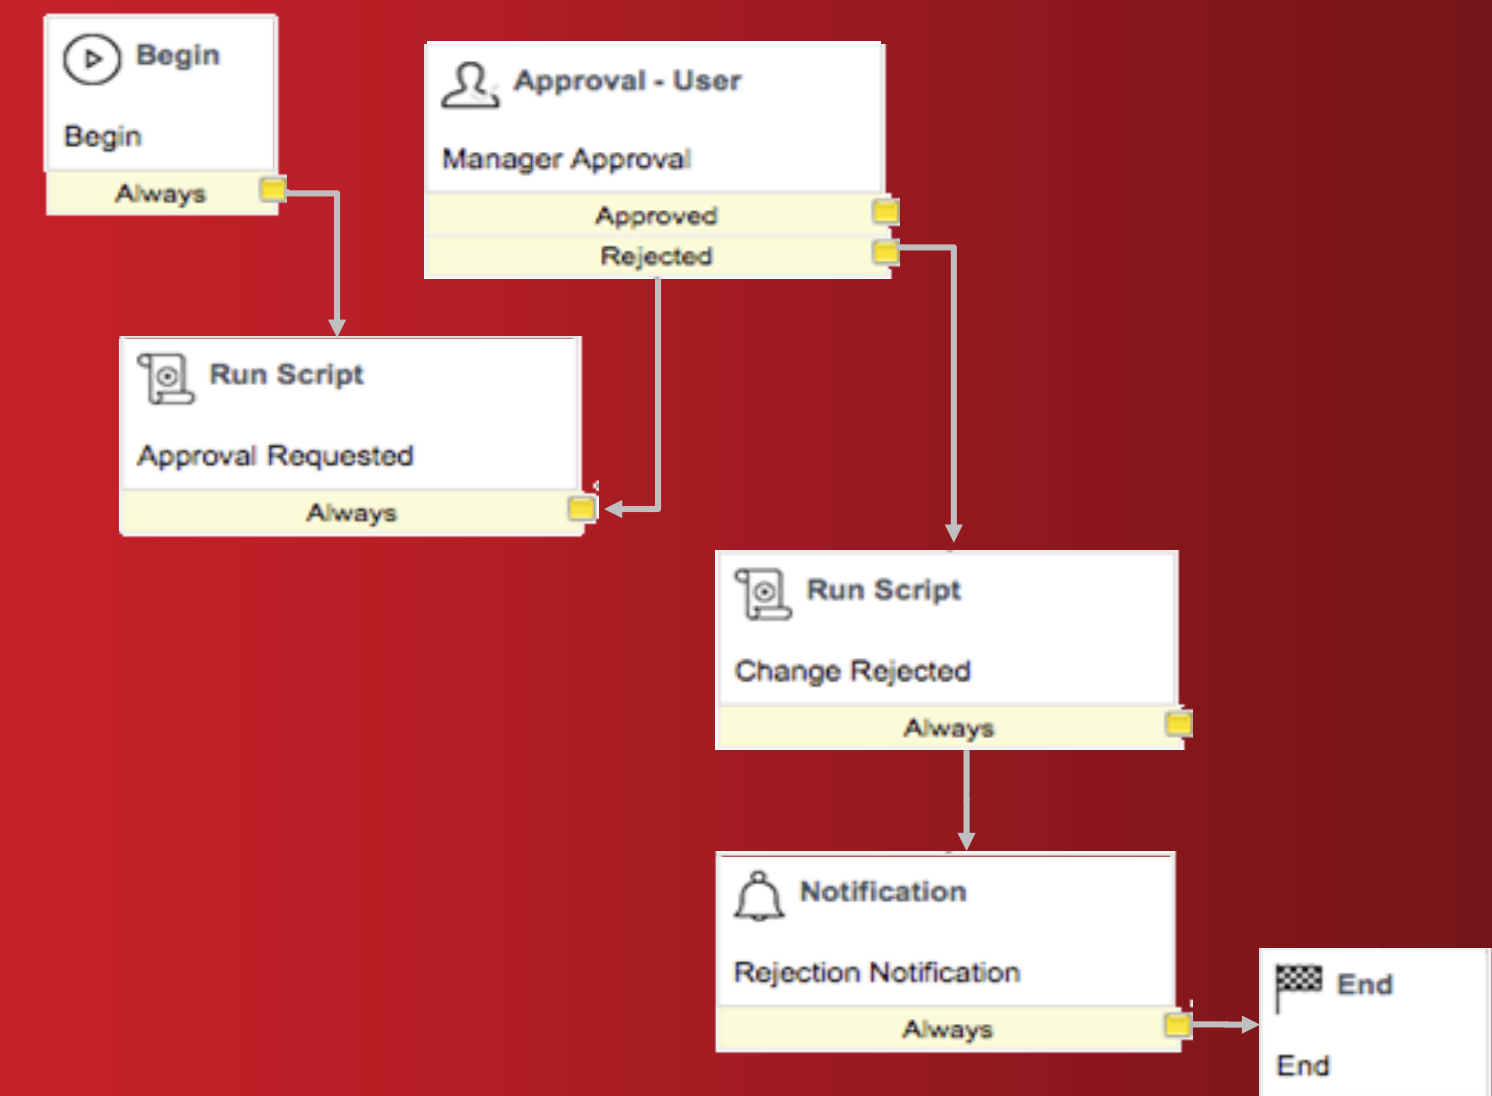 Begin
Begin
Always
Approval - User
Manager Approval
Approved
Rejected
Run Script
Approval Requested
Always
Run Script
Change Rejected
Always
Notification
Rejection Notification
Always
End
End